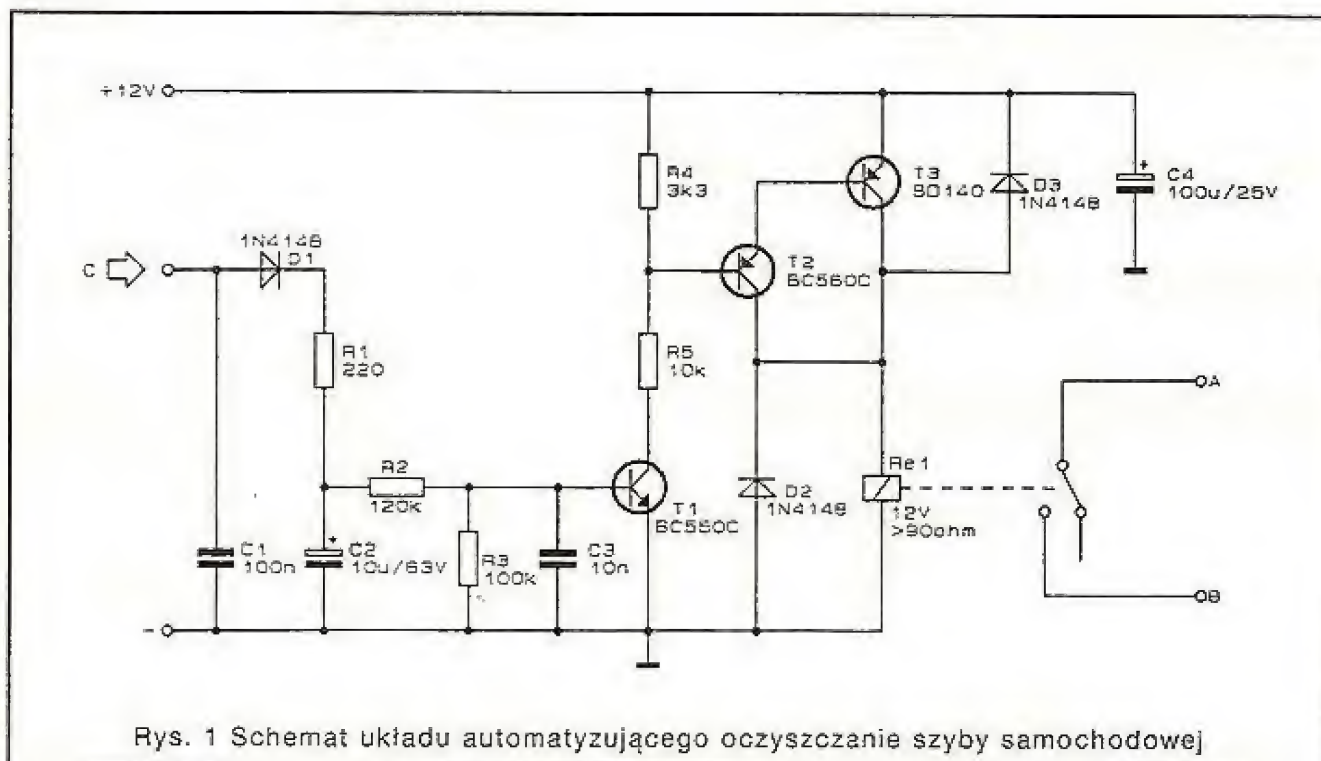 +12V
R4
3k3
T3
BD140
D3
1N4148
+
C4
100u/25V
1N4148
D1
C
T2
BC560C
R1
220
R5
10k
A
R2
120k
T1
BC550C
D2
1N4148
Re1
12V
>90ohm
C1
100n
+
C2
10u/63V
R3
100k
C3
10n
B
-
Rys. 1 Schemat układu automatyzującego oczyszczanie szyby samochodowej